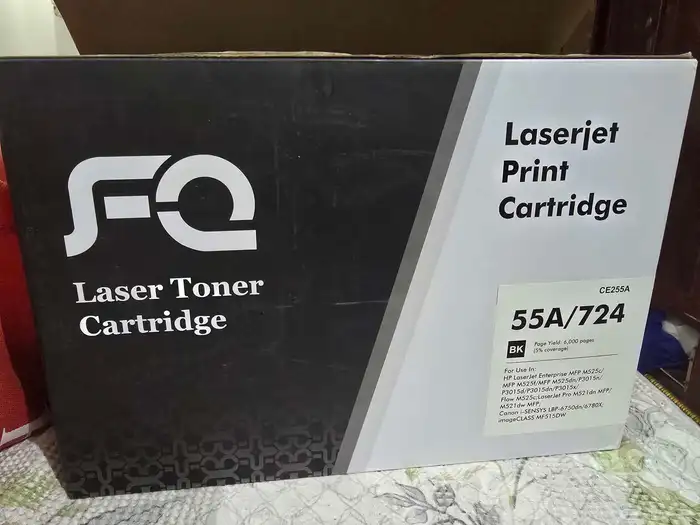 FQ
Laser Toner
Cartridge
Laserjet
Print
Cartridge
CE255A
55A/724
BK
Page Yield: 6,000 pages
(5% coverage)
For Use In:
HP LaserJet Enterprise MFP M525c/
MFP M525f/MFP M525dn/P3015n/
P3015d/P3015dn/P3015x/
Flow M525c;LaserJet Pro M521dn MFP/
M521dw MFP;
Canon i-SENSYS LBP-6750dn/6780X;
imageCLASS MF515DW